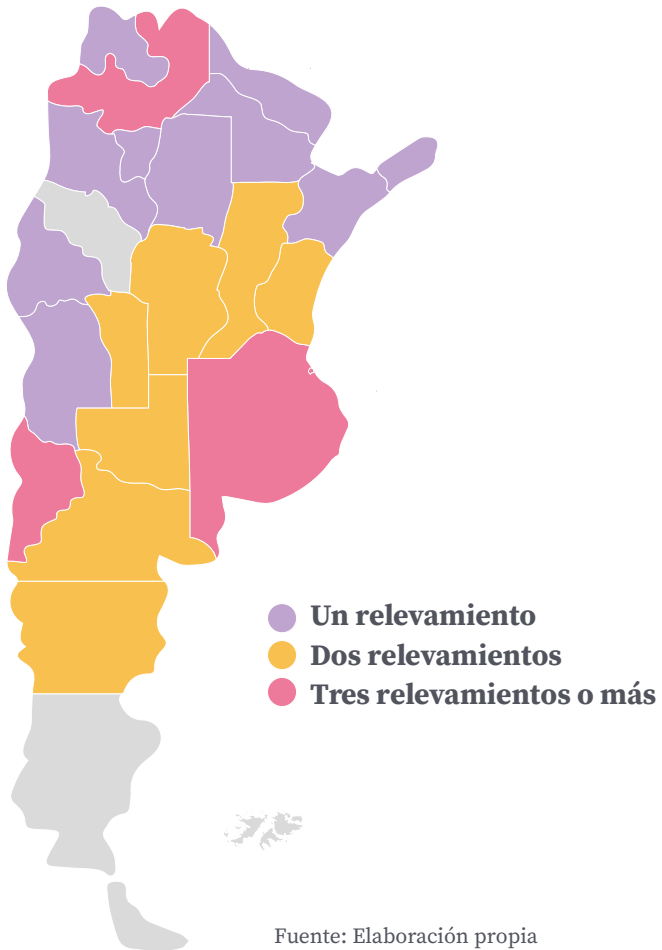 Un relevamiento
Dos relevamientos
Tres relevamientos o más
Fuente: Elaboración propia